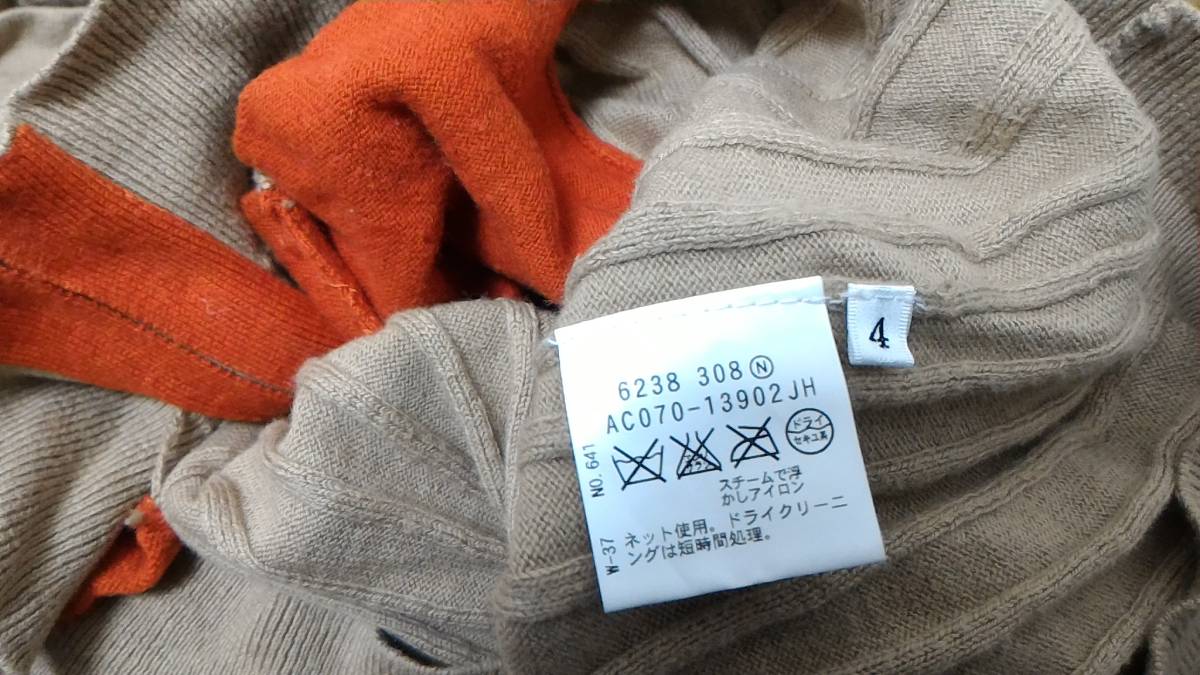 6238 308 Ⓝ
AC070-13902JH
NO. 641
ドライ
セキユ系
スチームで浮
かしアイロン
W-37
ネット使用。ドライクリーニ
ングは短時間処理。
4